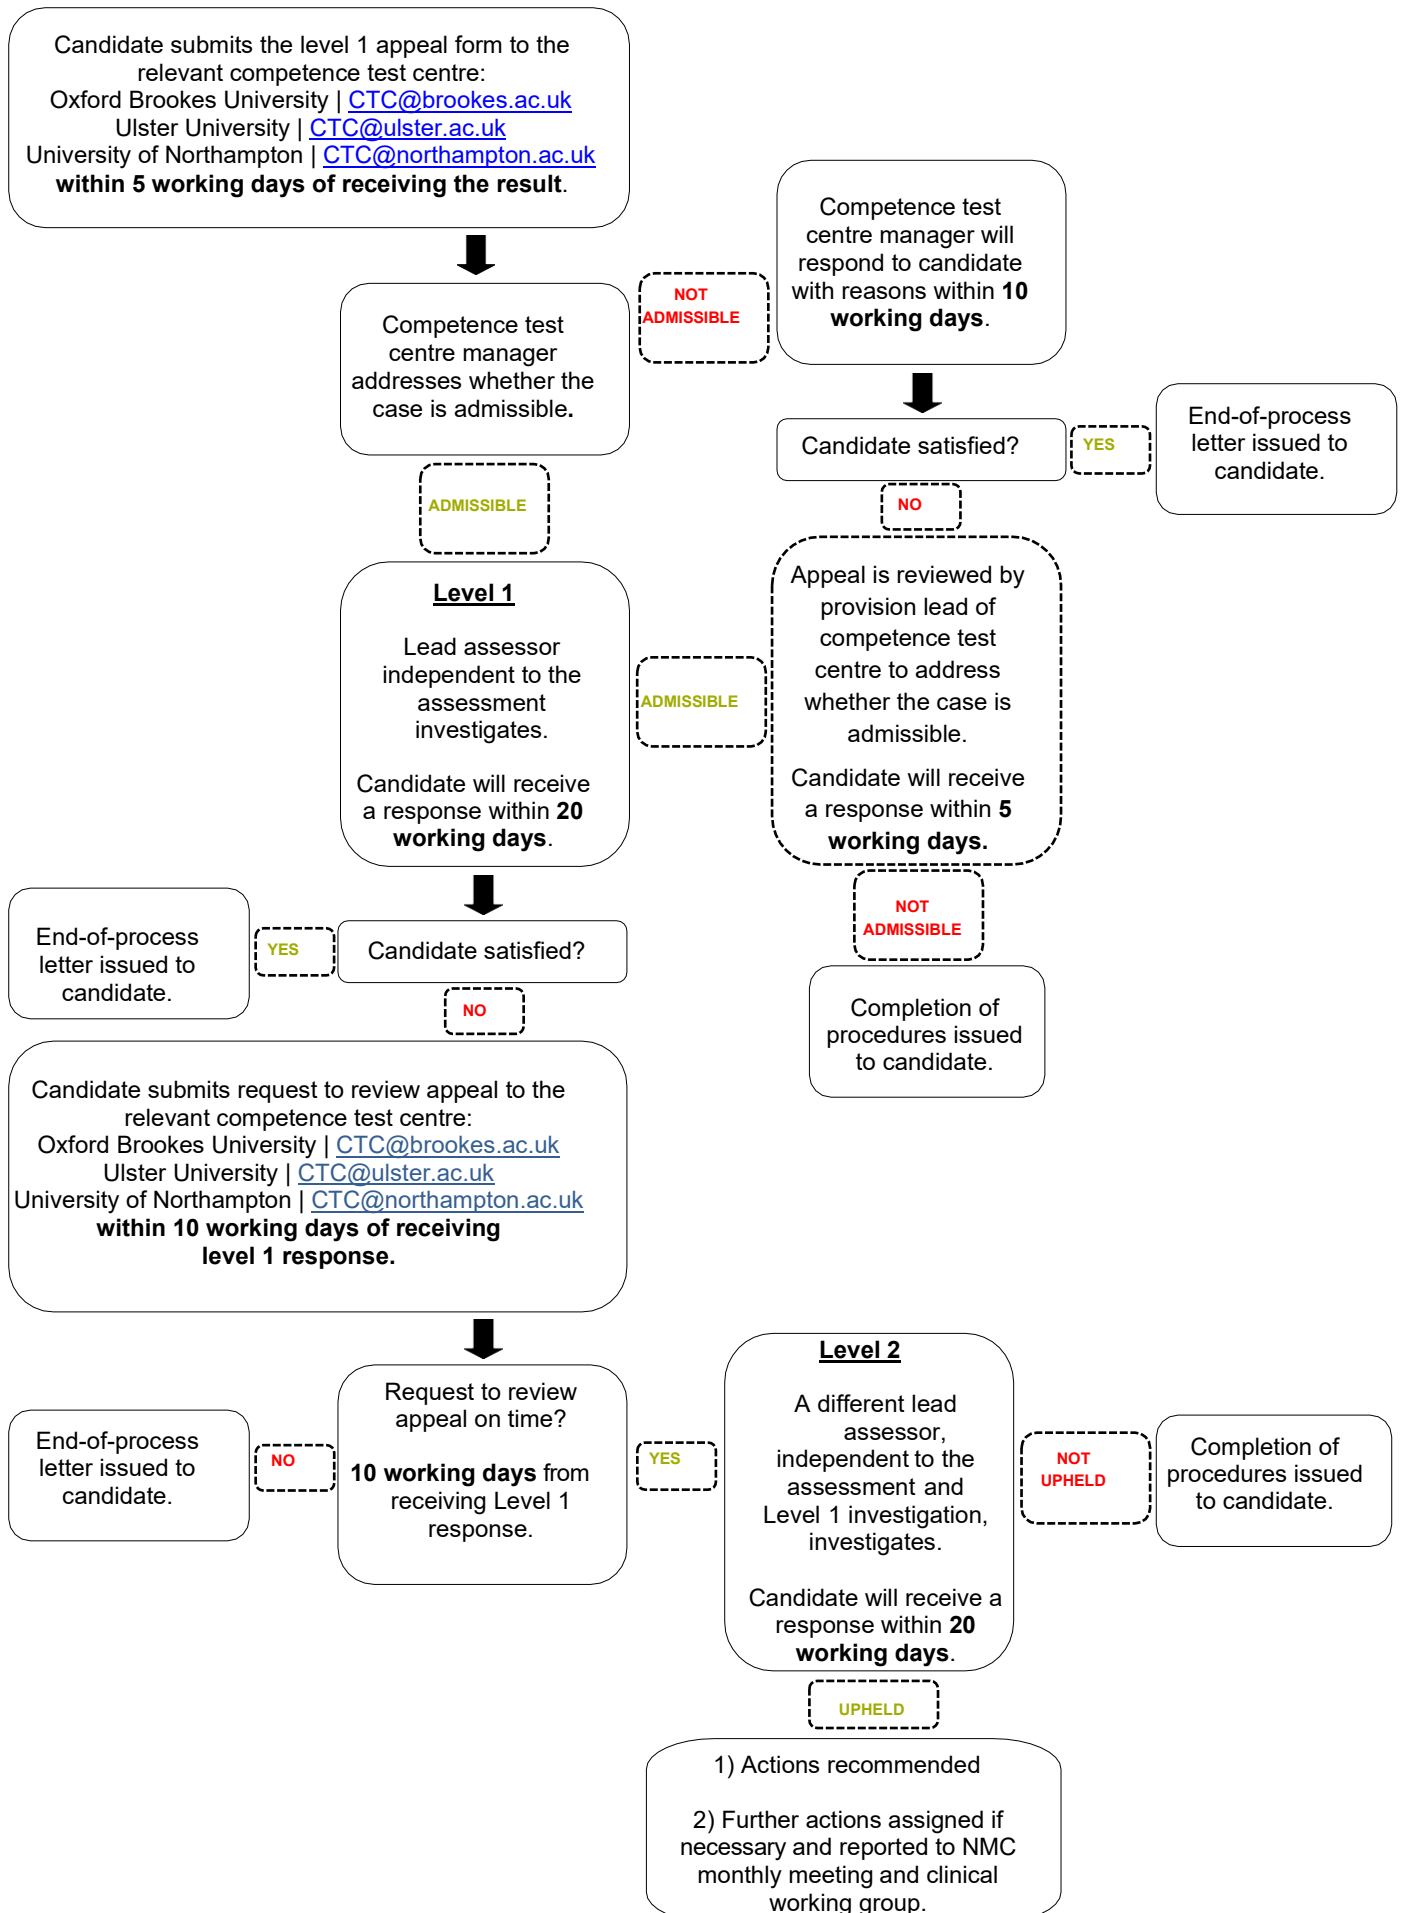 Candidate submits the level 1 appeal form to the
relevant competence test centre:
Oxford Brookes University | CTC@brookes.ac.uk
Ulster University | CTC@ulster.ac.uk
University of Northampton | CTC@northampton.ac.uk
within 5 working days of receiving the result.
Competence test
centre manager will
respond to candidate
with reasons within 10
working days.
NOT
ADMISSIBLE
Competence test
centre manager
addresses whether the
case is admissible.
Candidate satisfied?
YES
End-of-process
letter issued to
candidate.
ADMISSIBLE
NO
Level 1
Lead assessor
independent to the
assessment
investigates.
Candidate will receive
a response within 20
working days.
ADMISSIBLE
Appeal is reviewed by
provision lead of
competence test
centre to address
whether the case is
admissible.
Candidate will receive
a response within 5
working days.
NOT
ADMISSIBLE
End-of-process
letter issued to
candidate.
YES
Candidate satisfied?
NO
Completion of
procedures issued
to candidate.
Candidate submits request to review appeal to the
relevant competence test centre:
Oxford Brookes University | CTC@brookes.ac.uk
Ulster University | CTC@ulster.ac.uk
University of Northampton | CTC@northampton.ac.uk
within 10 working days of receiving
level 1 response.
End-of-process
letter issued to
candidate.
NO
Request to review
appeal on time?
10 working days from
receiving Level 1
response.
YES
Level 2
A different lead
assessor,
independent to the
assessment and
Level 1 investigation,
investigates.
Candidate will receive a
response within 20
working days.
NOT
UPHELD
Completion of
procedures issued
to candidate.
UPHELD
1) Actions recommended
2) Further actions assigned if
necessary and reported to NMC
monthly meeting and clinical
working group.